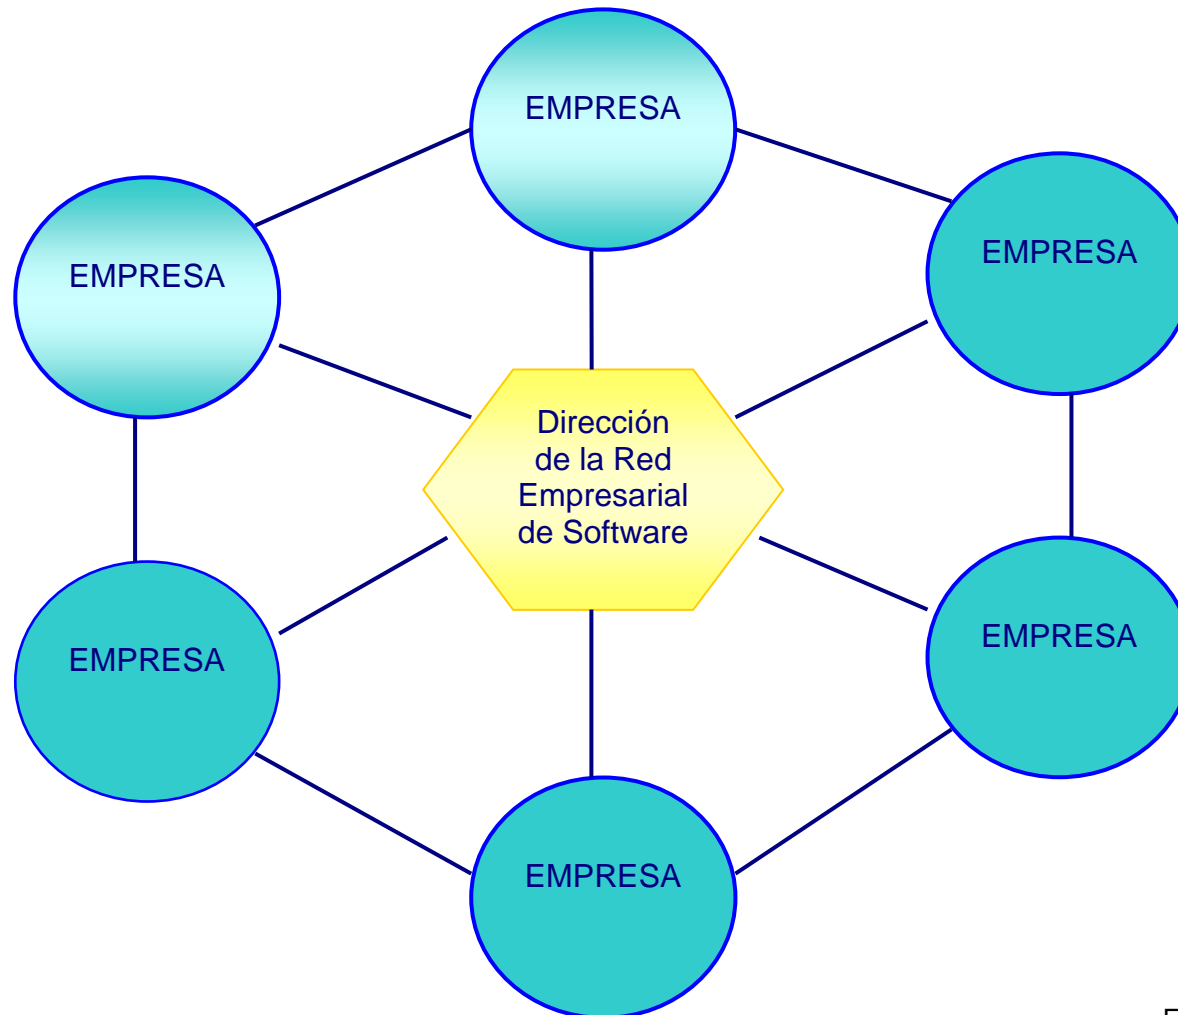 EMPRESA
EMPRESA
EMPRESA
Dirección
de la Red
Empresarial
de Software
EMPRESA
EMPRESA
EMPRESA